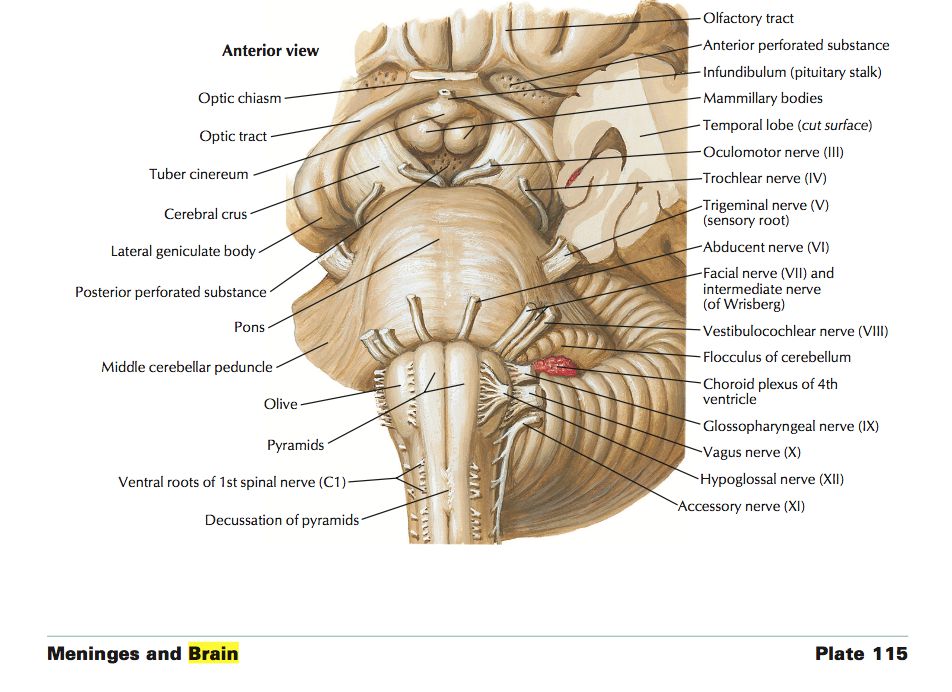 Anterior view
Optic chiasm
Optic tract
Tuber cinereum
Cerebral crus
Lateral geniculate body
Posterior perforated substance
Pons
Middle cerebellar peduncle
Olive
Pyramids
Ventral roots of 1st spinal nerve (C1)
Decussation of pyramids
Olfactory tract
Anterior perforated substance
Infundibulum (pituitary stalk)
Mammillary bodies
Temporal lobe (cut surface)
Oculomotor nerve (III)
Trochlear nerve (IV)
Trigeminal nerve (V)
(sensory root)
Abducent nerve (VI)
Facial nerve (VII) and
intermediate nerve
(of Wrisberg)
Vestibulocochlear nerve (VIII)
Flocculus of cerebellum
Choroid plexus of 4th
ventricle
Glossopharyngeal nerve (IX)
Vagus nerve (X)
Hypoglossal nerve (XII)
Accessory nerve (XI)
Meninges and Brain
Plate 115